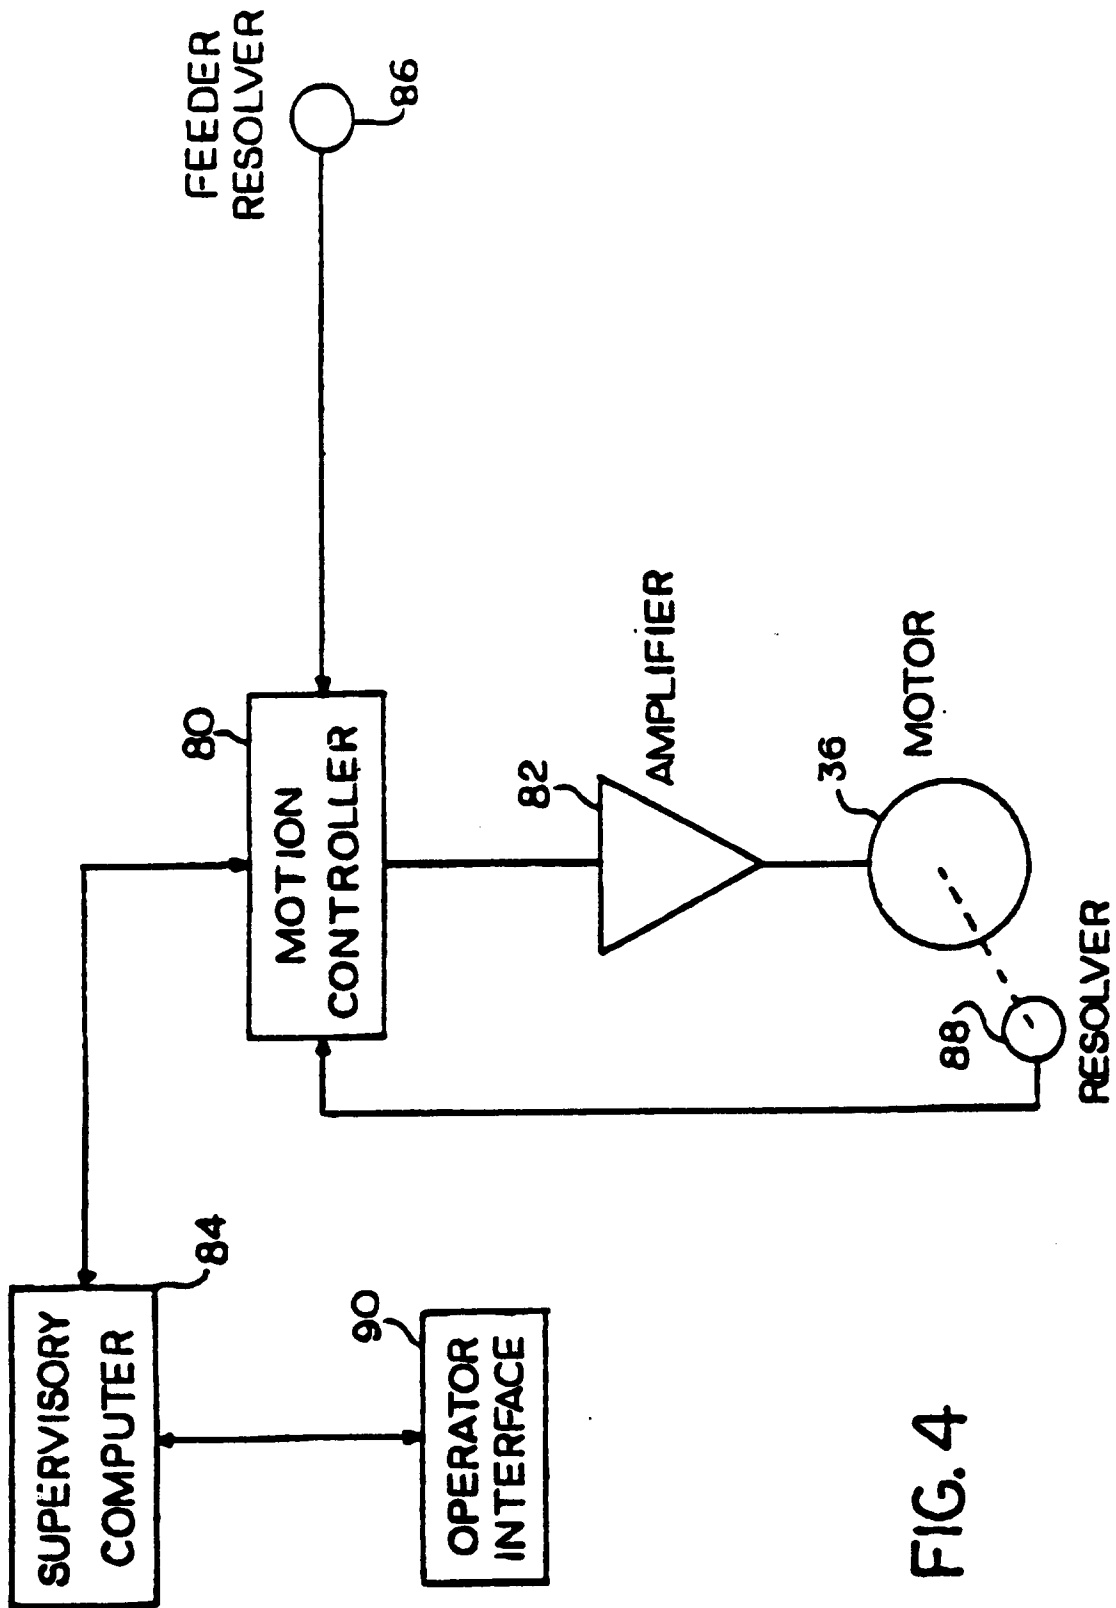 SUPERVISORY
COMPUTER
84
OPERATOR
INTERFACE
90
MOTION
CONTROLLER
80
FEEDER
RESOLVER
86
82
AMPLIFIER
36
MOTOR
88
RESOLVER
FIG. 4